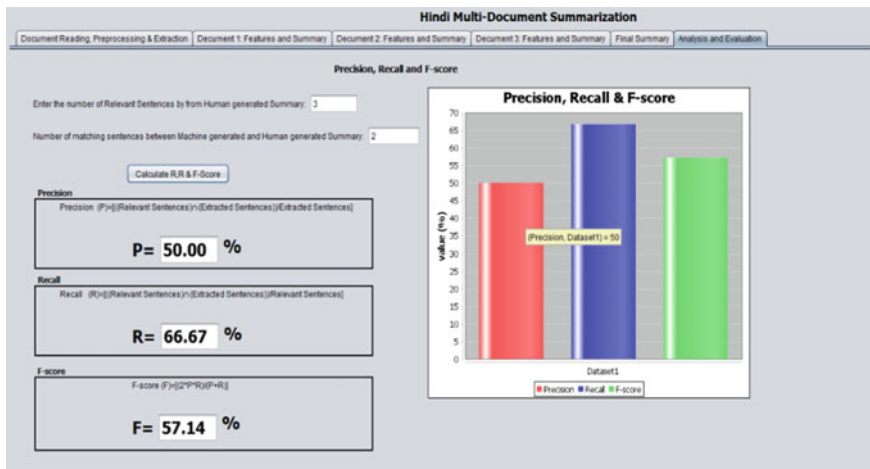 Hindi Multi-Document Summarization
Document Reading, Preprocessing & Extraction Document 1: Features and Summary Document 2: Features and Summary Document 3: Features and Summary Final Summary Analysis and Evaluation
Precision, Recall and F-score
Enter the number of Relevant Sentences by from Human generated Summary: 3
Number of matching sentences between Machine generated and Human generated Summary: 2
Calculate R,R & F-Score
Precision
Precision (P)=[|(Relevant Sentences)∩(Extracted Sentences)|/Extracted Sentences]
P= 50.00 %
Recall
Recall (R)=[|(Relevant Sentences)∩(Extracted Sentences)|/Relevant Sentences]
R= 66.67 %
F-score
F-score (F)=[(2*P*R)/(P+R)]
F= 57.14 %
Precision, Recall & F-score
70
65
60
55
50
45
40
35
30
25
20
15
10
5
0
value (%)
(Precision, Dataset1) = 50
Dataset1
Precision Recall F-score